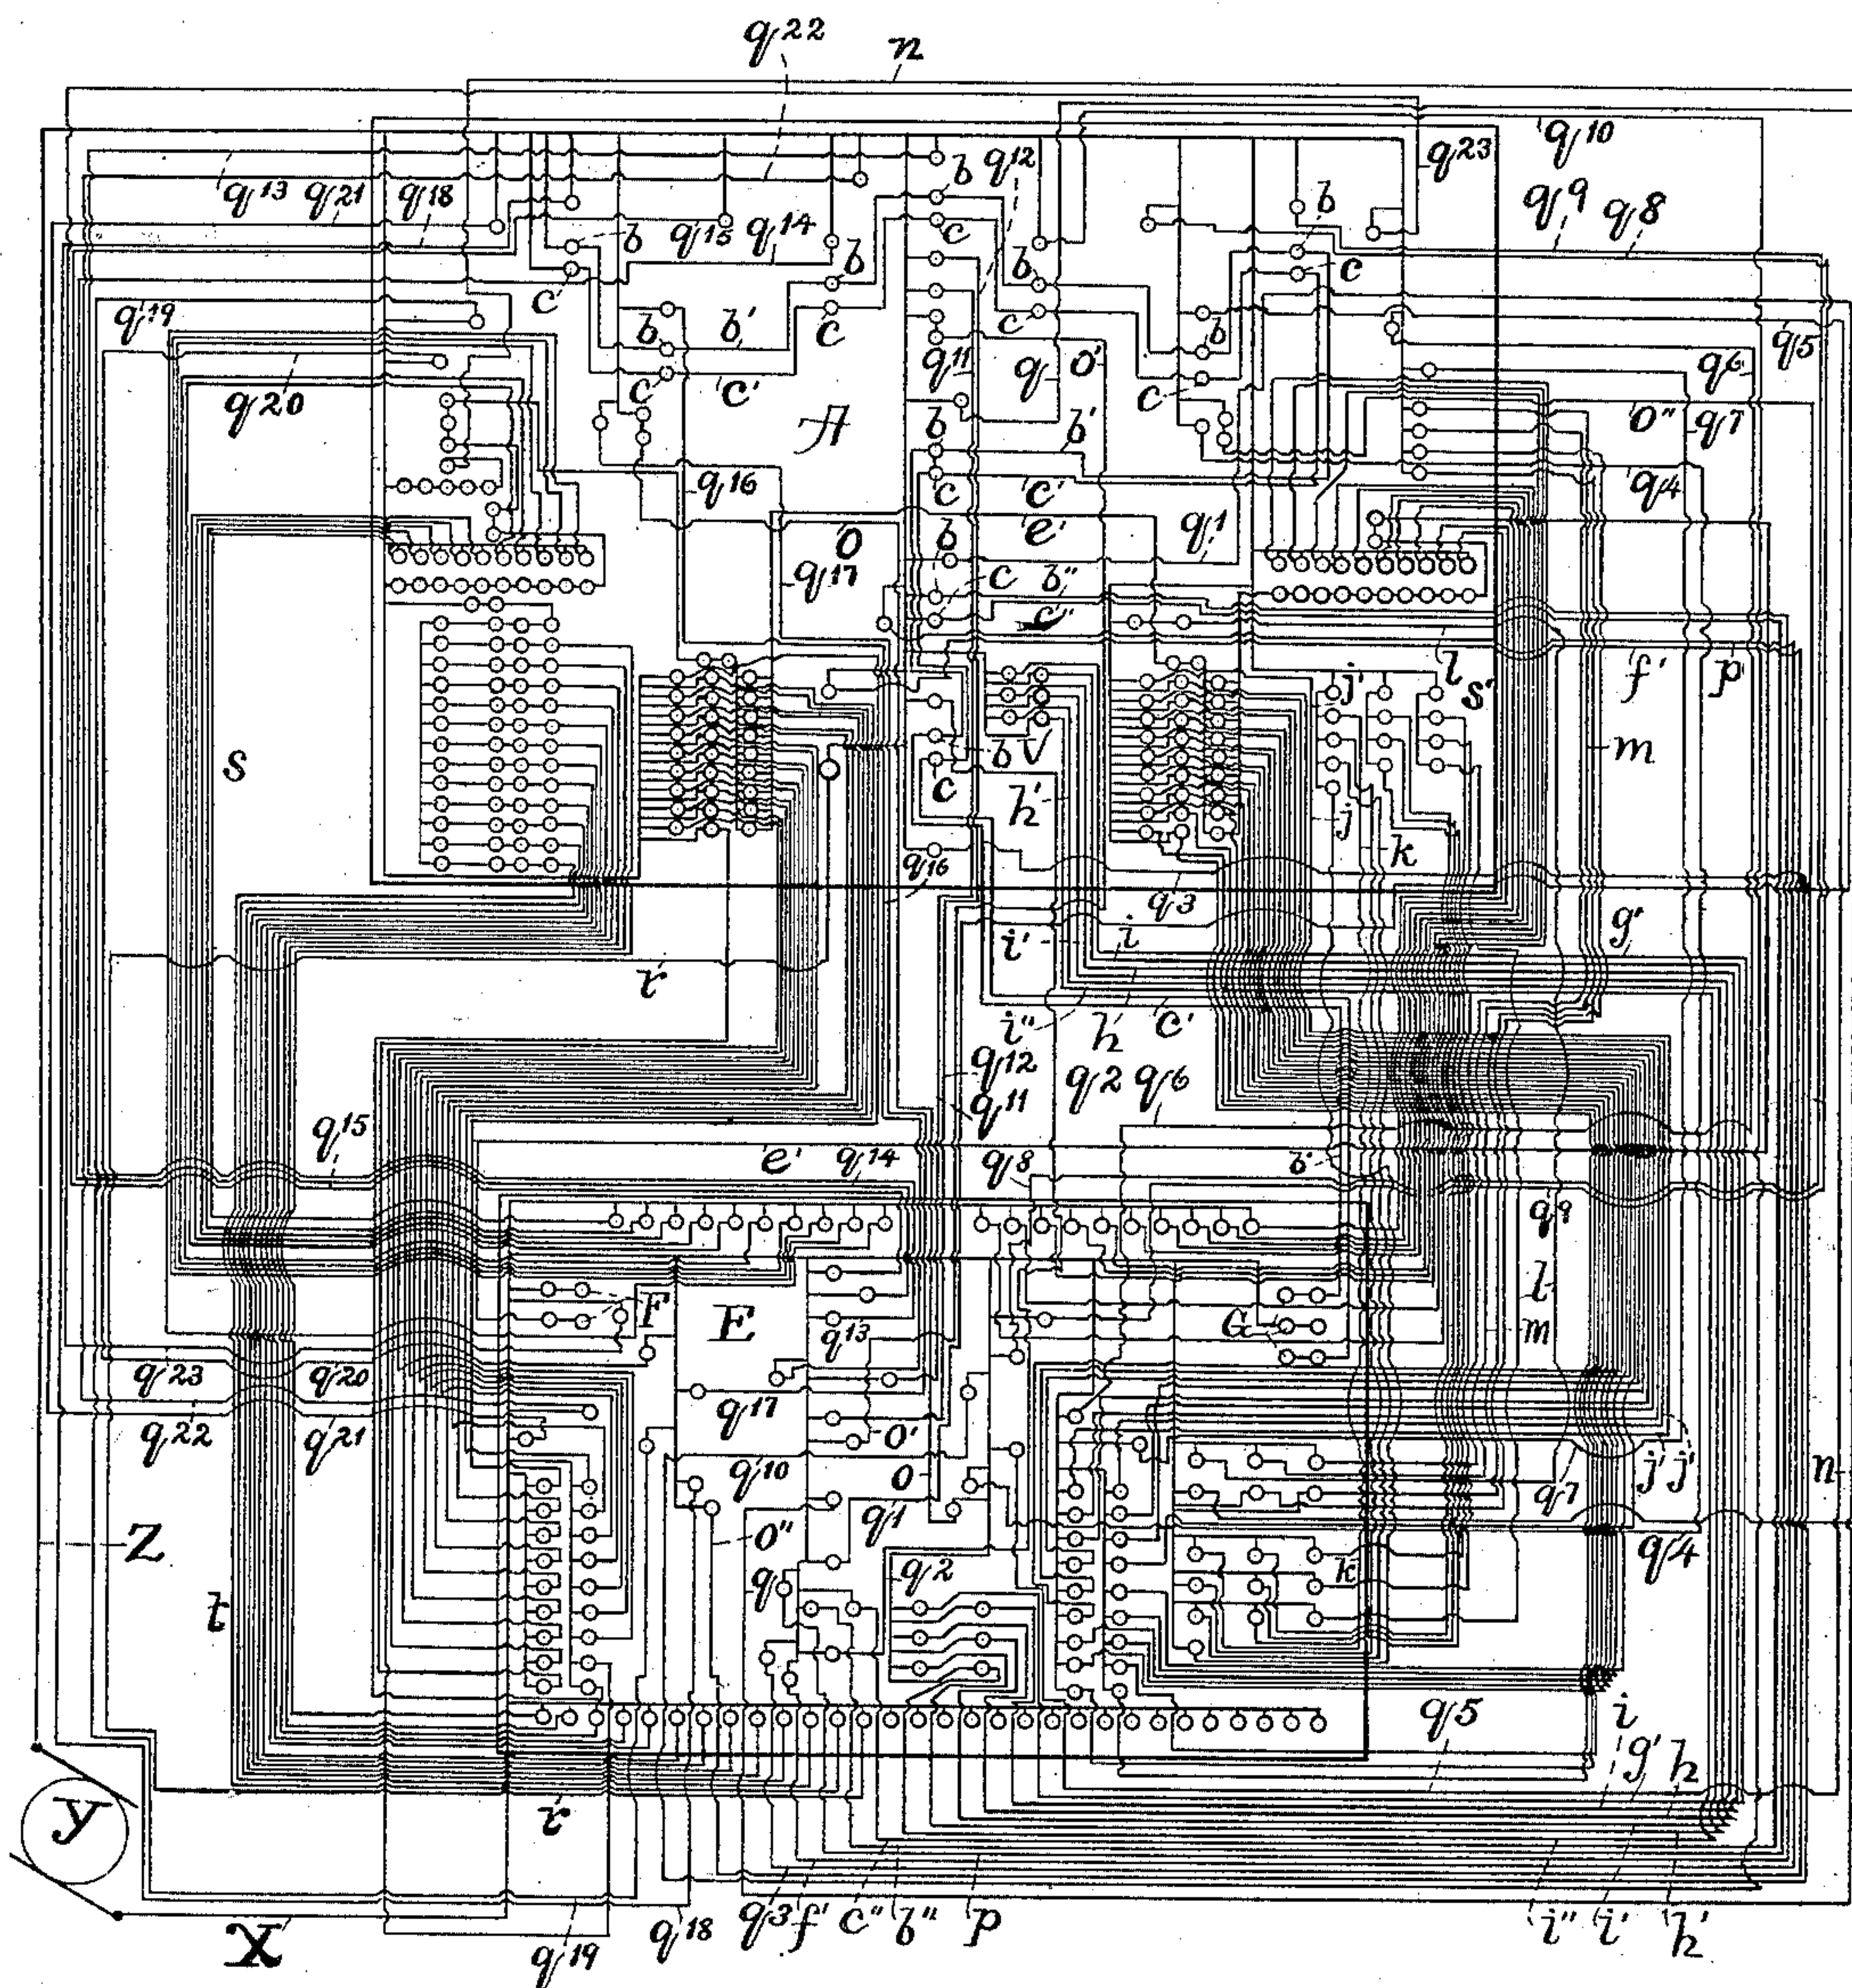 q22 n
q10
q23
q13 q21 q18 b q12
q15 q14 b c q9 q8
b b b
c c c
q19 b b' c c b q5
q11 q o' q6
q20 c c' c
A b b' o'' q7
q16 c c' q4
o e' q1
q17 b c b''
c''
l f' p
j' s'
s b V m
c h' j
k
q16
q3
g'
i' i
r
i'' h c'
q12 q2 q6
q11
q15
e' q14 q8 b'
q9
l
F E G m
q13
q23 q20
q17
q22 q21 o'
q10 o q7 j' j' n
Z o'' q1
q4
q q2 k
t
q5 i
g' h
Y r
X q19 q18 q3 f' c'' b'' p i'' i' h'